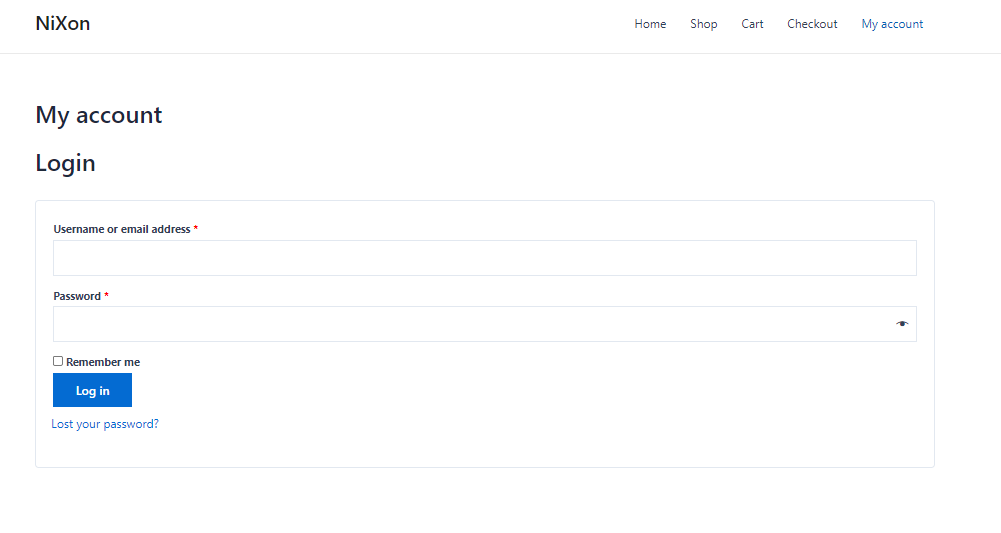 NiXon
Home Shop Cart Checkout My account
My account
Login
Username or email address *
Password *
Remember me
Log in
Lost your password?